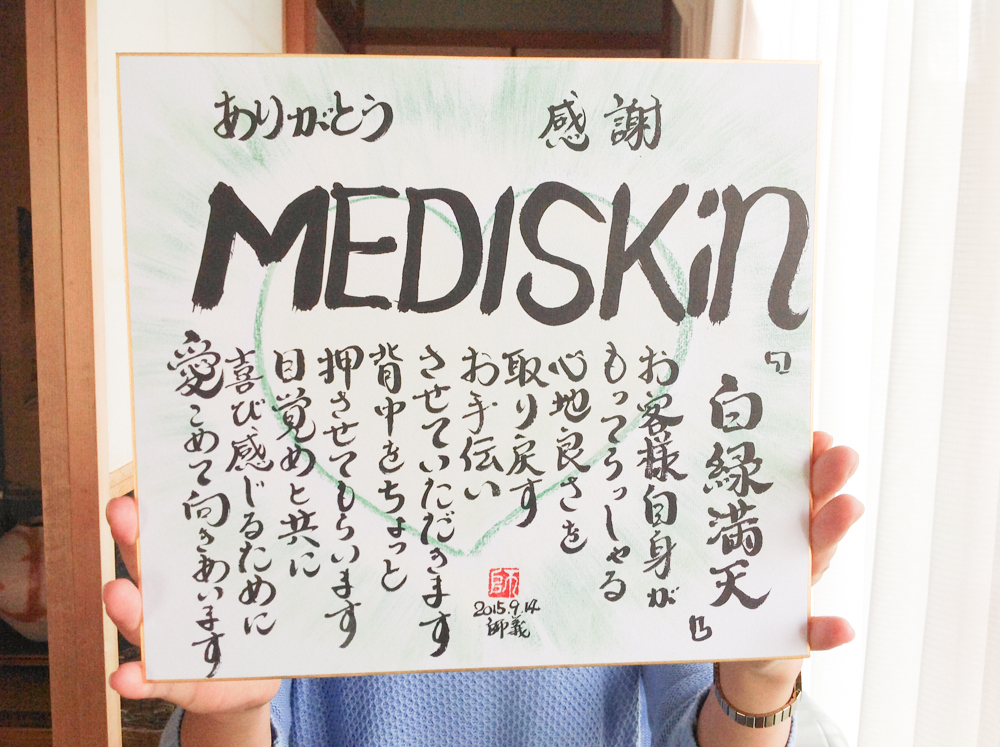 ありがとう　感謝
MEDISKiN
『白緑満天』
お客様自身が
もってらっしゃる
心地良さを
取り戻す
お手伝い
させていただきます
背中をちょっと
押させてもらいます
目覚めと共に
喜び感じるために
愛こめて向きあいます
師
2015.9.14
師義